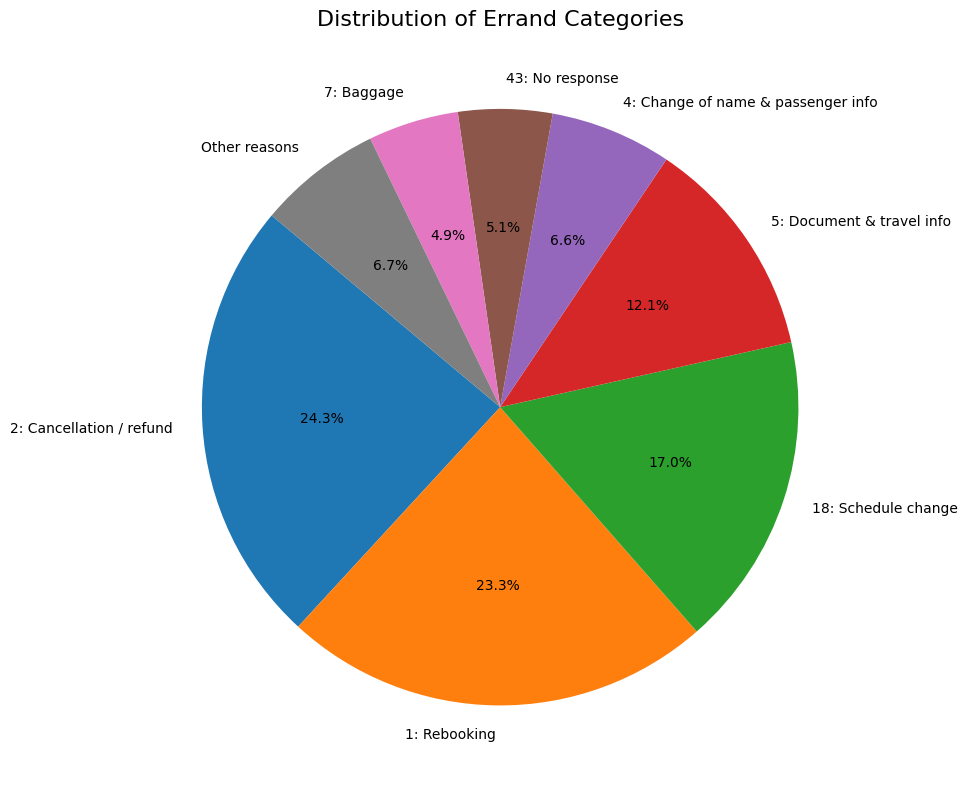 Distribution of Errand Categories
43: No response
7: Baggage
4: Change of name & passenger info
Other reasons
5: Document & travel info
5.1%
4.9%
6.6%
6.7%
12.1%
24.3%
2: Cancellation / refund
17.0%
18: Schedule change
23.3%
1: Rebooking